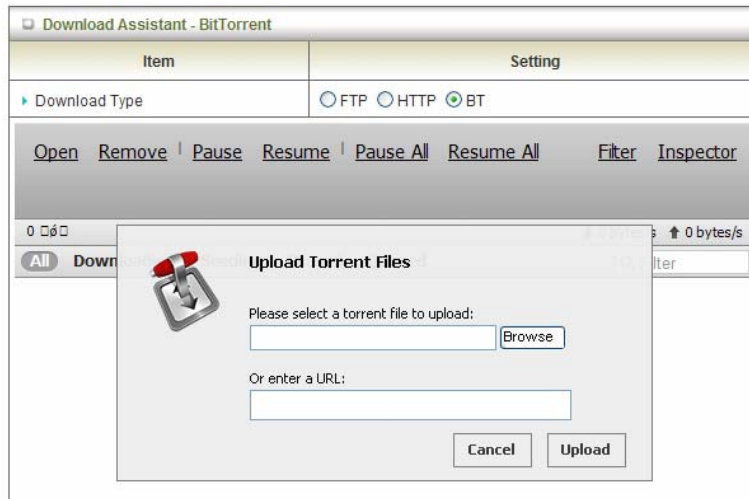 Download Assistant - BitTorrent
Item Setting
Download Type FTP HTTP BT
Open Remove Pause Resume Pause All Resume All Filter Inspector
0 □ǿ□ 0 bytes/s
All Down
Upload Torrent Files
Please select a torrent file to upload:
Browse
Or enter a URL:
Cancel Upload